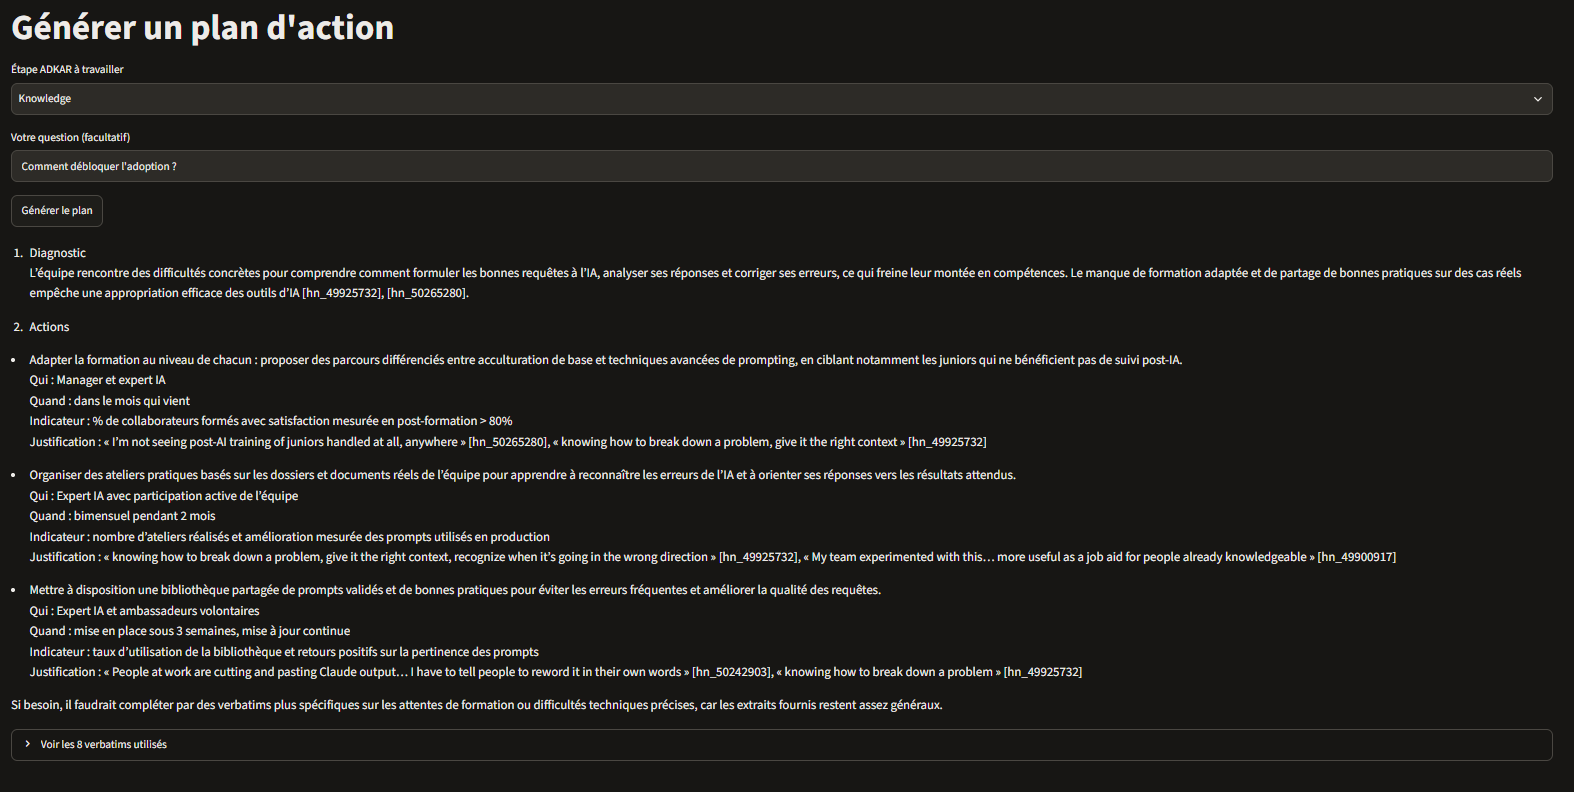 Générer un plan d'action
Étape ADKAR à travailler
Knowledge
Votre question (facultatif)
Comment débloquer l'adoption ?
Générer le plan
1. Diagnostic
L’équipe rencontre des difficultés concrètes pour comprendre comment formuler les bonnes requêtes à l’IA, analyser ses réponses et corriger ses erreurs, ce qui freine leur montée en compétences. Le manque de formation adaptée et de partage de bonnes pratiques sur des cas réels
empêche une appropriation efficace des outils d’IA [hn_49925732], [hn_50265280].
2. Actions
• Adapter la formation au niveau de chacun : proposer des parcours différenciés entre acculturation de base et techniques avancées de prompting, en ciblant notamment les juniors qui ne bénéficient pas de suivi post-IA.
Qui : Manager et expert IA
Quand : dans le mois qui vient
Indicateur : % de collaborateurs formés avec satisfaction mesurée en post-formation > 80%
Justification : « I’m not seeing post-AI training of juniors handled at all, anywhere » [hn_50265280], « knowing how to break down a problem, give it the right context » [hn_49925732]
• Organiser des ateliers pratiques basés sur les dossiers et documents réels de l’équipe pour apprendre à reconnaître les erreurs de l’IA et à orienter ses réponses vers les résultats attendus.
Qui : Expert IA avec participation active de l’équipe
Quand : bimensuel pendant 2 mois
Indicateur : nombre d’ateliers réalisés et amélioration mesurée des prompts utilisés en production
Justification : « knowing how to break down a problem, give it the right context, recognize when it’s going in the wrong direction » [hn_49925732], « My team experimented with this… more useful as a job aid for people already knowledgeable » [hn_49900917]
• Mettre à disposition une bibliothèque partagée de prompts validés et de bonnes pratiques pour éviter les erreurs fréquentes et améliorer la qualité des requêtes.
Qui : Expert IA et ambassadeurs volontaires
Quand : mise en place sous 3 semaines, mise à jour continue
Indicateur : taux d’utilisation de la bibliothèque et retours positifs sur la pertinence des prompts
Justification : « People at work are cutting and pasting Claude output… I have to tell people to reword it in their own words » [hn_50242903], « knowing how to break down a problem » [hn_49925732]
Si besoin, il faudrait compléter par des verbatims plus spécifiques sur les attentes de formation ou difficultés techniques précises, car les extraits fournis restent assez généraux.
Voir les 8 verbatims utilisés